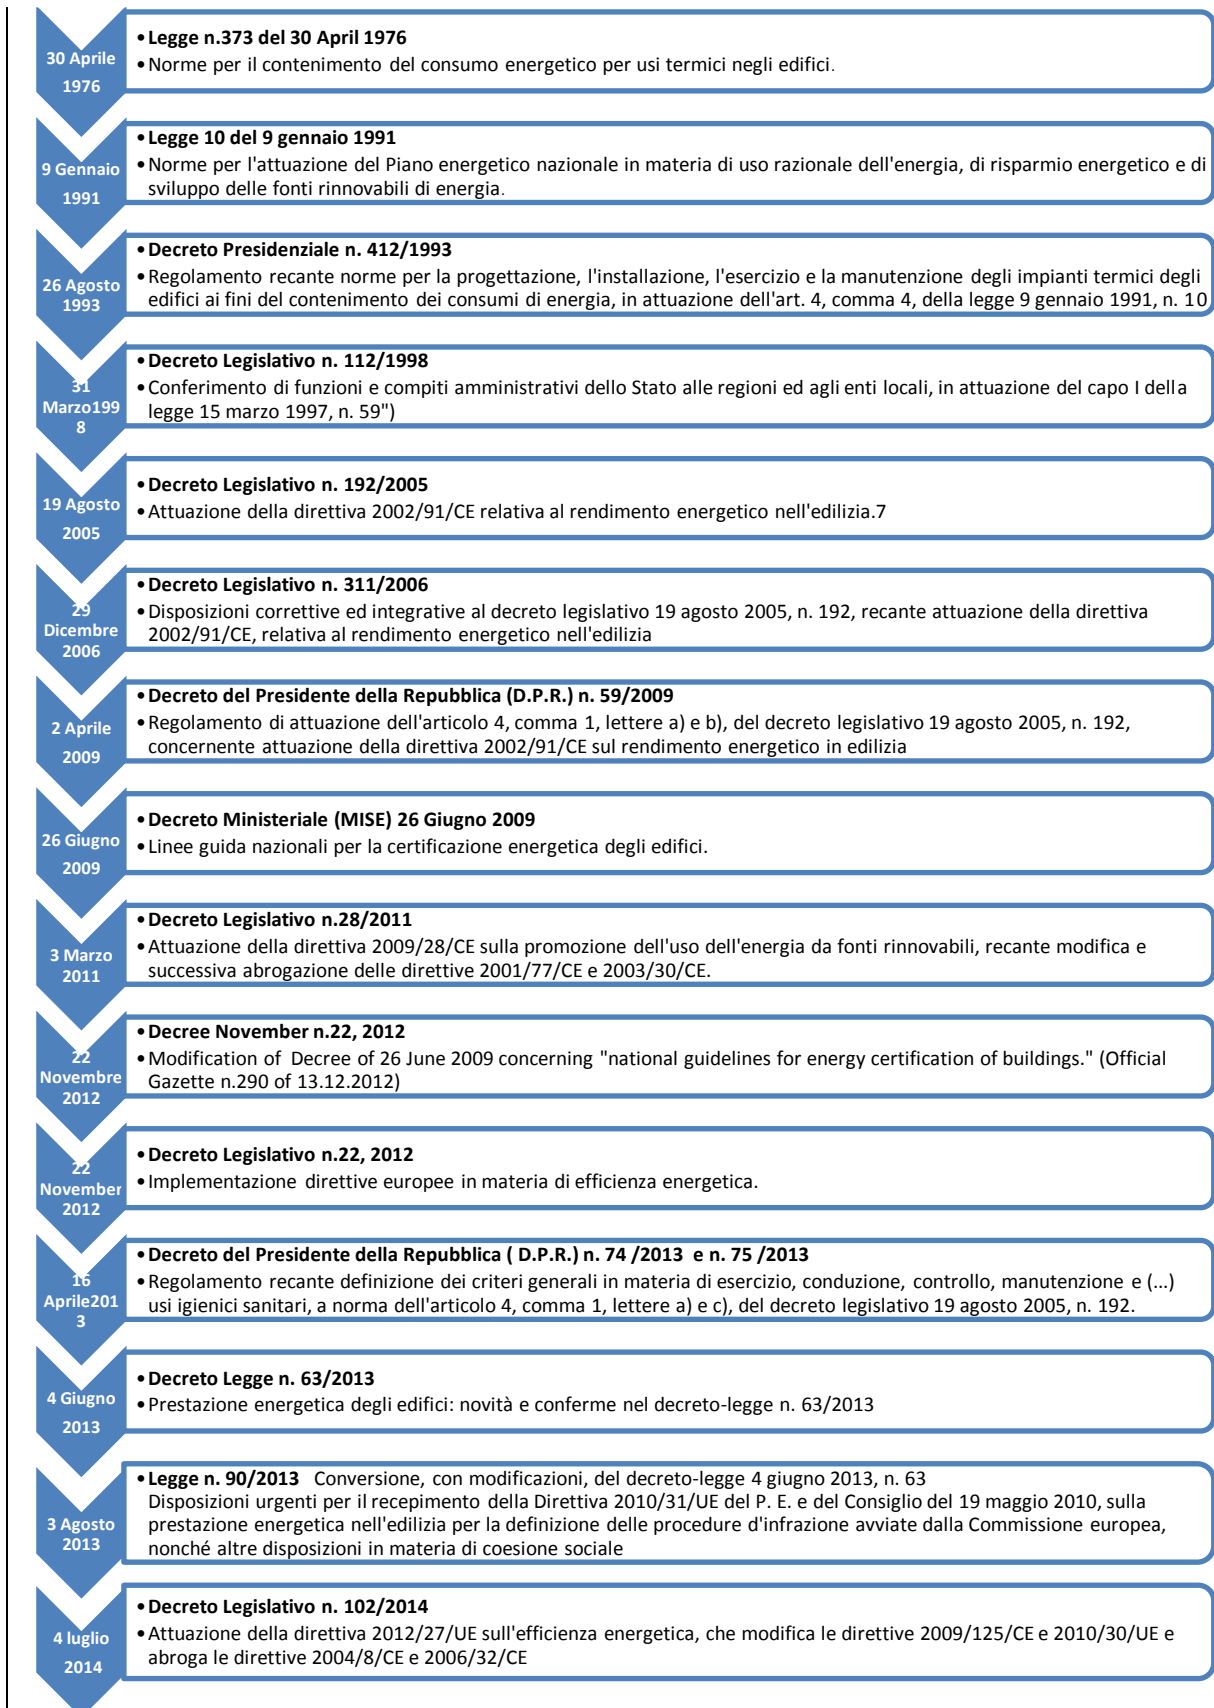 30 Aprile
1976
•Legge n.373 del 30 April 1976
•Norme per il contenimento del consumo energetico per usi termici negli edifici.
9 Gennaio
1991
•Legge 10 del 9 gennaio 1991
•Norme per l'attuazione del Piano energetico nazionale in materia di uso razionale dell'energia, di risparmio energetico e di
sviluppo delle fonti rinnovabili di energia.
26 Agosto
1993
•Decreto Presidenziale n. 412/1993
•Regolamento recante norme per la progettazione, l'installazione, l'esercizio e la manutenzione degli impianti termici degli
edifici ai fini del contenimento dei consumi di energia, in attuazione dell'art. 4, comma 4, della legge 9 gennaio 1991, n. 10
31
Marzo199
8
•Decreto Legislativo n. 112/1998
•Conferimento di funzioni e compiti amministrativi dello Stato alle regioni ed agli enti locali, in attuazione del capo I della
legge 15 marzo 1997, n. 59")
19 Agosto
2005
•Decreto Legislativo n. 192/2005
•Attuazione della direttiva 2002/91/CE relativa al rendimento energetico nell'edilizia.7
29
Dicembre
2006
•Decreto Legislativo n. 311/2006
•Disposizioni correttive ed integrative al decreto legislativo 19 agosto 2005, n. 192, recante attuazione della direttiva
2002/91/CE, relativa al rendimento energetico nell'edilizia
2 Aprile
2009
•Decreto del Presidente della Repubblica (D.P.R.) n. 59/2009
•Regolamento di attuazione dell'articolo 4, comma 1, lettere a) e b), del decreto legislativo 19 agosto 2005, n. 192,
concernente attuazione della direttiva 2002/91/CE sul rendimento energetico in edilizia
26 Giugno
2009
•Decreto Ministeriale (MISE) 26 Giugno 2009
•Linee guida nazionali per la certificazione energetica degli edifici.
3 Marzo
2011
•Decreto Legislativo n.28/2011
•Attuazione della direttiva 2009/28/CE sulla promozione dell'uso dell'energia da fonti rinnovabili, recante modifica e
successiva abrogazione delle direttive 2001/77/CE e 2003/30/CE.
22
Novembre
2012
•Decree November n.22, 2012
•Modification of Decree of 26 June 2009 concerning "national guidelines for energy certification of buildings." (Official
Gazette n.290 of 13.12.2012)
22
November
2012
•Decreto Legislativo n.22, 2012
•Implementazione direttive europee in materia di efficienza energetica.
16
Aprile201
3
•Decreto del Presidente della Repubblica ( D.P.R.) n. 74 /2013 e n. 75 /2013
•Regolamento recante definizione dei criteri generali in materia di esercizio, conduzione, controllo, manutenzione e (...)
usi igienici sanitari, a norma dell'articolo 4, comma 1, lettere a) e c), del decreto legislativo 19 agosto 2005, n. 192.
4 Giugno
2013
•Decreto Legge n. 63/2013
•Prestazione energetica degli edifici: novità e conferme nel decreto-legge n. 63/2013
3 Agosto
2013
•Legge n. 90/2013 Conversione, con modificazioni, del decreto-legge 4 giugno 2013, n. 63
Disposizioni urgenti per il recepimento della Direttiva 2010/31/UE del P. E. e del Consiglio del 19 maggio 2010, sulla
prestazione energetica nell'edilizia per la definizione delle procedure d'infrazione avviate dalla Commissione europea,
nonché altre disposizioni in materia di coesione sociale
4 luglio
2014
•Decreto Legislativo n. 102/2014
•Attuazione della direttiva 2012/27/UE sull'efficienza energetica, che modifica le direttive 2009/125/CE e 2010/30/UE e
abroga le direttive 2004/8/CE e 2006/32/CE